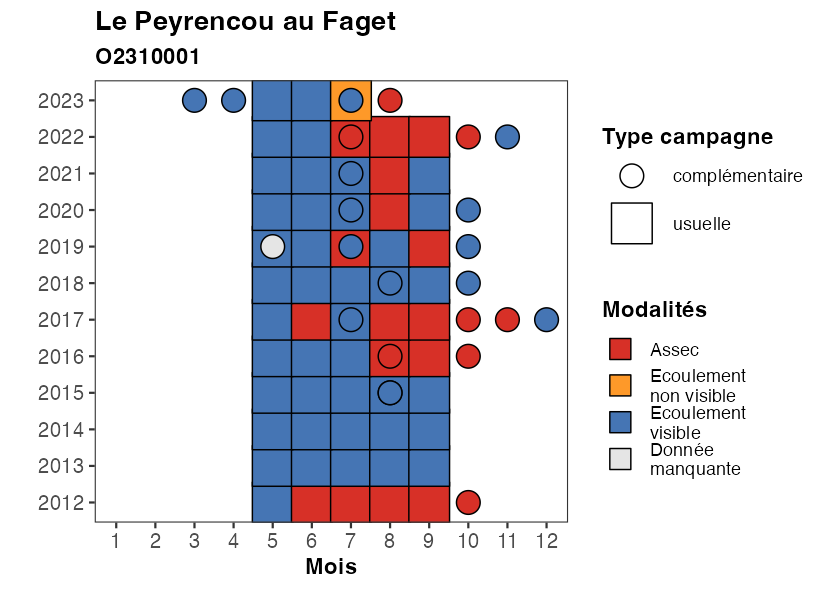 Le Peyrencou au Faget
O2310001
2023
2022
2021
2020
2019
2018
2017
2016
2015
2014
2013
2012
1 2 3 4 5 6 7 8 9 10 11 12
Mois
Type campagne
complémentaire
usuelle
Modalités
Assec
Ecoulement
non visible
Ecoulement
visible
Donnée
manquante